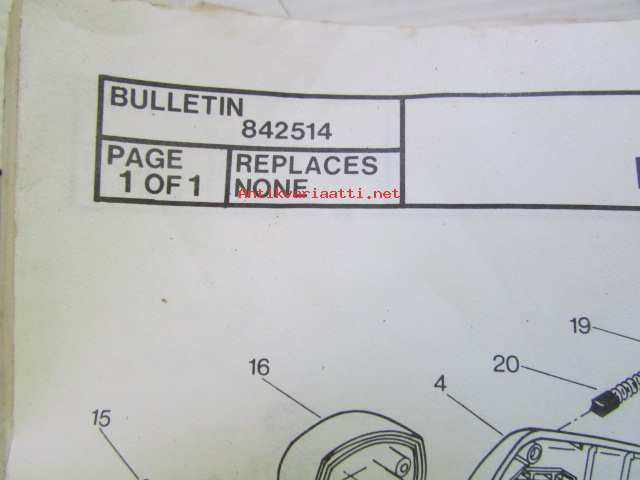 BULLETIN
842514
PAGE
1 OF 1
REPLACES
NONE
Antikvariaatti.net
19
20
16
4
15